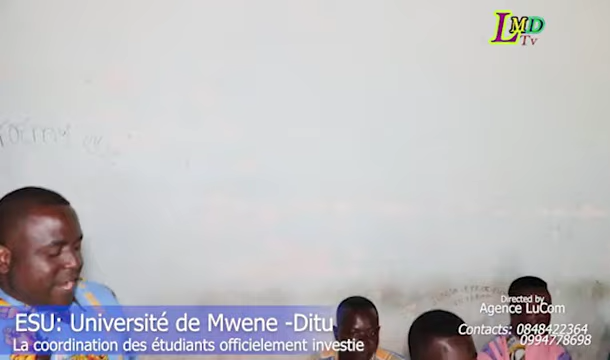 LMD
Tv
ESU: Université de Mwene -Ditu
La coordination des étudiants officielement investie
Directed by
Agence LuCom
Contacts: 0848422364
0994778698